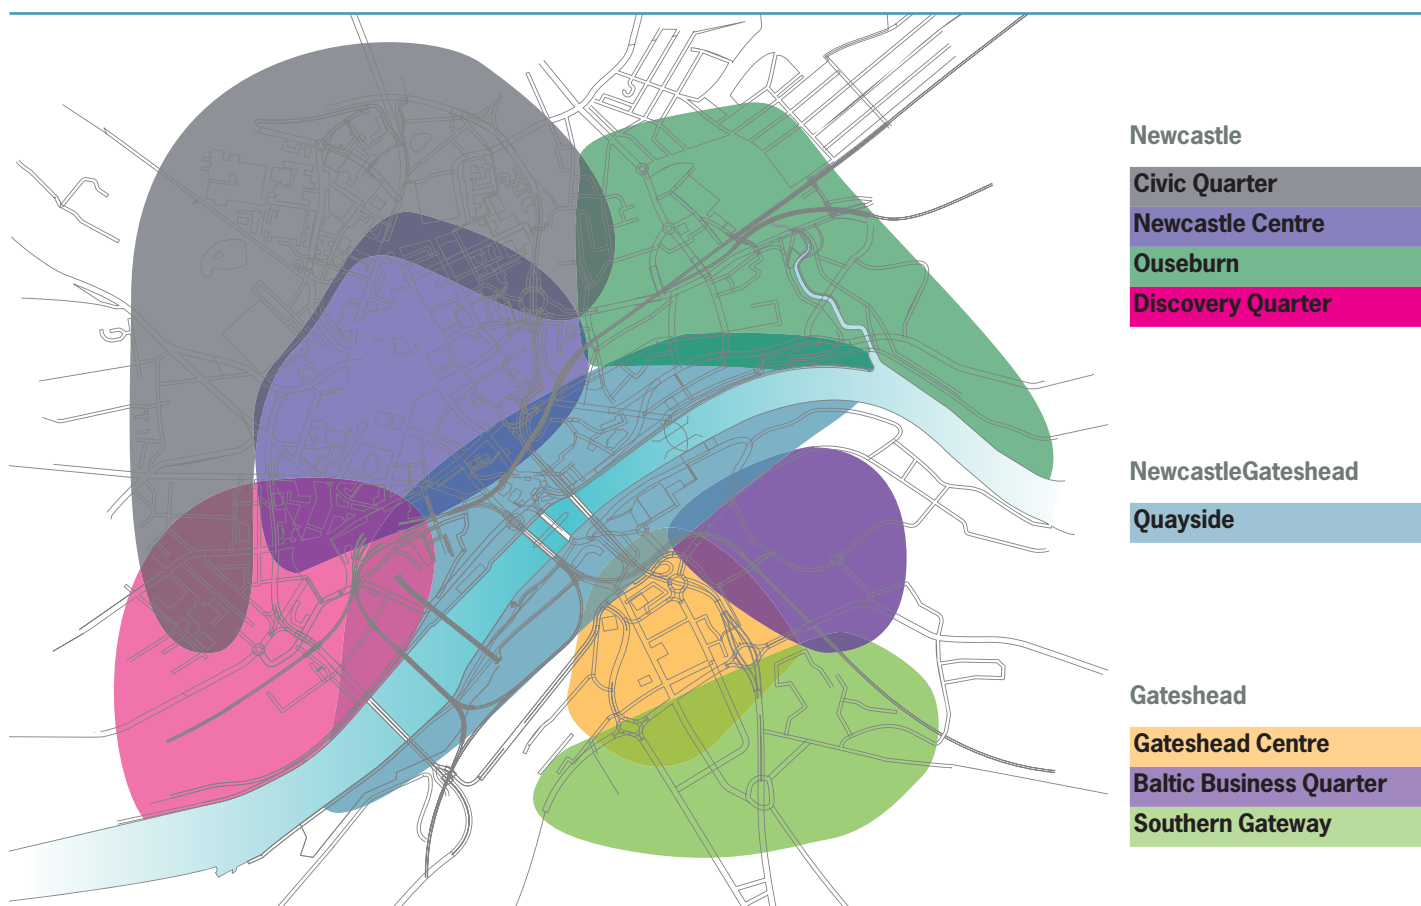 Newcastle
Civic Quarter
Newcastle Centre
Ouseburn
Discovery Quarter
NewcastleGateshead
Quayside
Gateshead
Gateshead Centre
Baltic Business Quarter
Southern Gateway